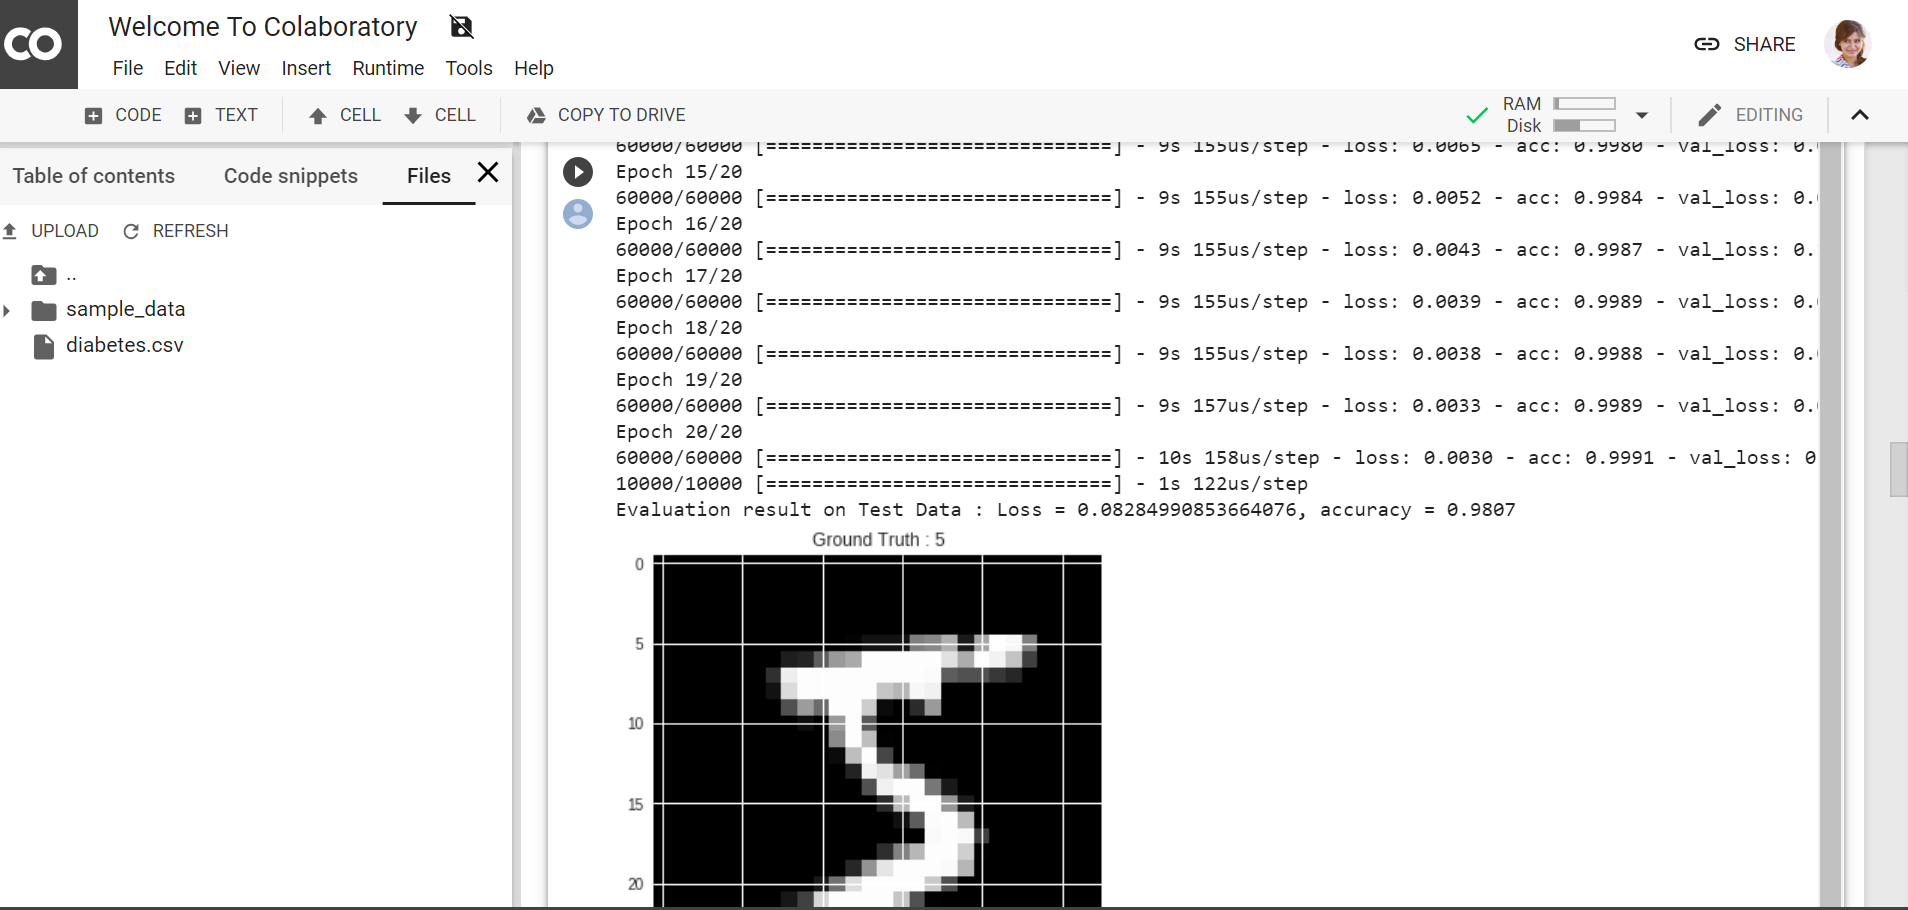 CO
Welcome To Colaboratory
SHARE
File Edit View Insert Runtime Tools Help
CODE TEXT CELL CELL COPY TO DRIVE
RAM
Disk
EDITING
Table of contents Code snippets Files
UPLOAD REFRESH
..
sample_data
diabetes.csv
60000/60000 [==============================] - 9s 155us/step - loss: 0.0065 - acc: 0.9980 - val_loss: 0.
Epoch 15/20
60000/60000 [==============================] - 9s 155us/step - loss: 0.0052 - acc: 0.9984 - val_loss: 0.
Epoch 16/20
60000/60000 [==============================] - 9s 155us/step - loss: 0.0043 - acc: 0.9987 - val_loss: 0.
Epoch 17/20
60000/60000 [==============================] - 9s 155us/step - loss: 0.0039 - acc: 0.9989 - val_loss: 0.
Epoch 18/20
60000/60000 [==============================] - 9s 155us/step - loss: 0.0038 - acc: 0.9988 - val_loss: 0.
Epoch 19/20
60000/60000 [==============================] - 9s 157us/step - loss: 0.0033 - acc: 0.9989 - val_loss: 0.
Epoch 20/20
60000/60000 [==============================] - 10s 158us/step - loss: 0.0030 - acc: 0.9991 - val_loss: 0
10000/10000 [==============================] - 1s 122us/step
Evaluation result on Test Data : Loss = 0.08284990853664076, accuracy = 0.9807
Ground Truth : 5
0
5
10
15
20